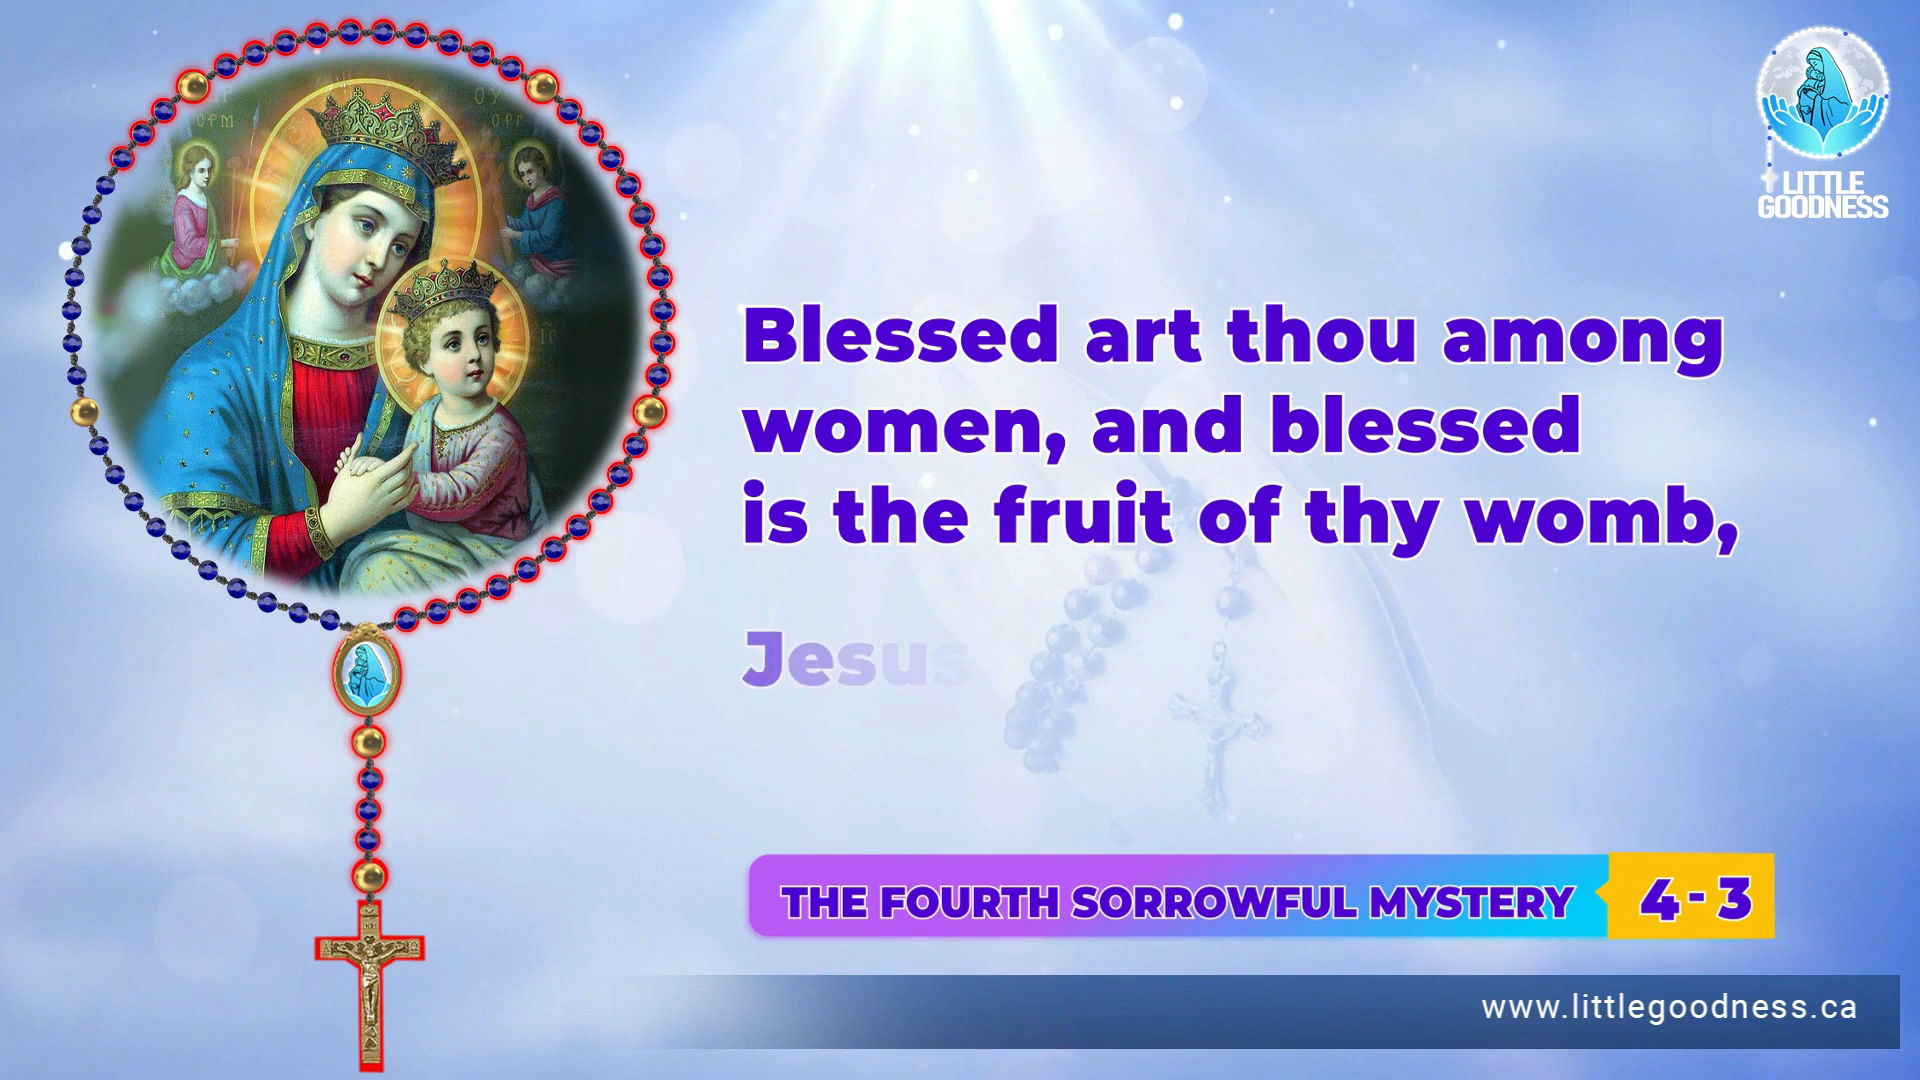 LITTLE
GOODNESS
Blessed art thou among
women, and blessed
is the fruit of thy womb,
Jesus
THE FOURTH SORROWFUL MYSTERY 4-3
www.littlegoodness.ca